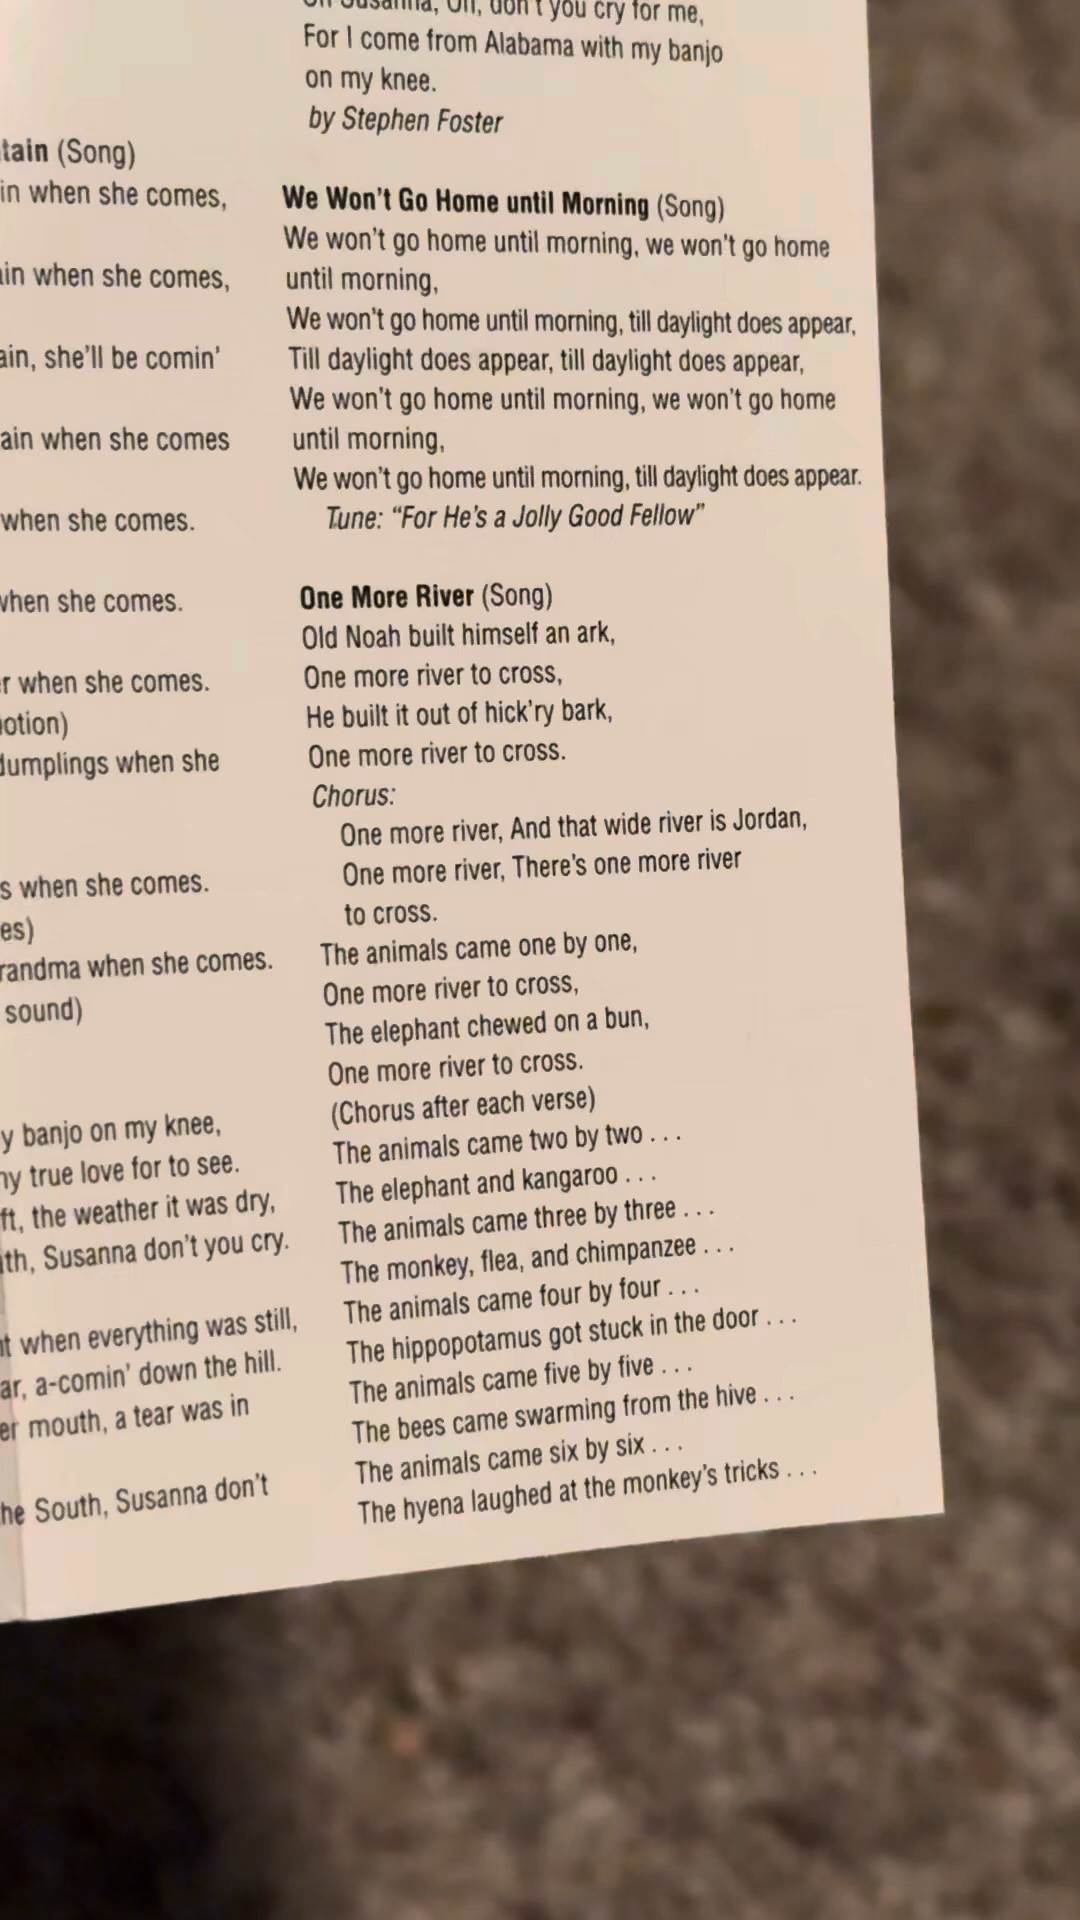 tain (Song)
in when she comes,
ain when she comes,
ain, she'll be comin'
ain when she comes
when she comes.
when she comes.
r when she comes.
otion)
dumplings when she
s when she comes.
es)
randma when she comes.
sound)
y banjo on my knee,
ny true love for to see.
ft, the weather it was dry,
th, Susanna don't you cry.
t when everything was still,
ar, a-comin' down the hill.
er mouth, a tear was in
he South, Susanna don't
Oh Susanna, Oh, don't you cry for me,
For I come from Alabama with my banjo
on my knee.
by Stephen Foster
We Won't Go Home until Morning (Song)
We won't go home until morning, we won't go home
until morning,
We won't go home until morning, till daylight does appear,
Till daylight does appear, till daylight does appear,
We won't go home until morning, we won't go home
until morning,
We won't go home until morning, till daylight does appear.
Tune: "For He's a Jolly Good Fellow"
One More River (Song)
Old Noah built himself an ark,
One more river to cross,
He built it out of hick'ry bark,
One more river to cross.
Chorus:
One more river, And that wide river is Jordan,
One more river, There's one more river
to cross.
The animals came one by one,
One more river to cross,
The elephant chewed on a bun,
One more river to cross.
(Chorus after each verse)
The animals came two by two . . .
The elephant and kangaroo . . .
The animals came three by three . . .
The monkey, flea, and chimpanzee . . .
The animals came four by four . . .
The hippopotamus got stuck in the door . . .
The animals came five by five . . .
The bees came swarming from the hive . . .
The animals came six by six . . .
The hyena laughed at the monkey's tricks . . .